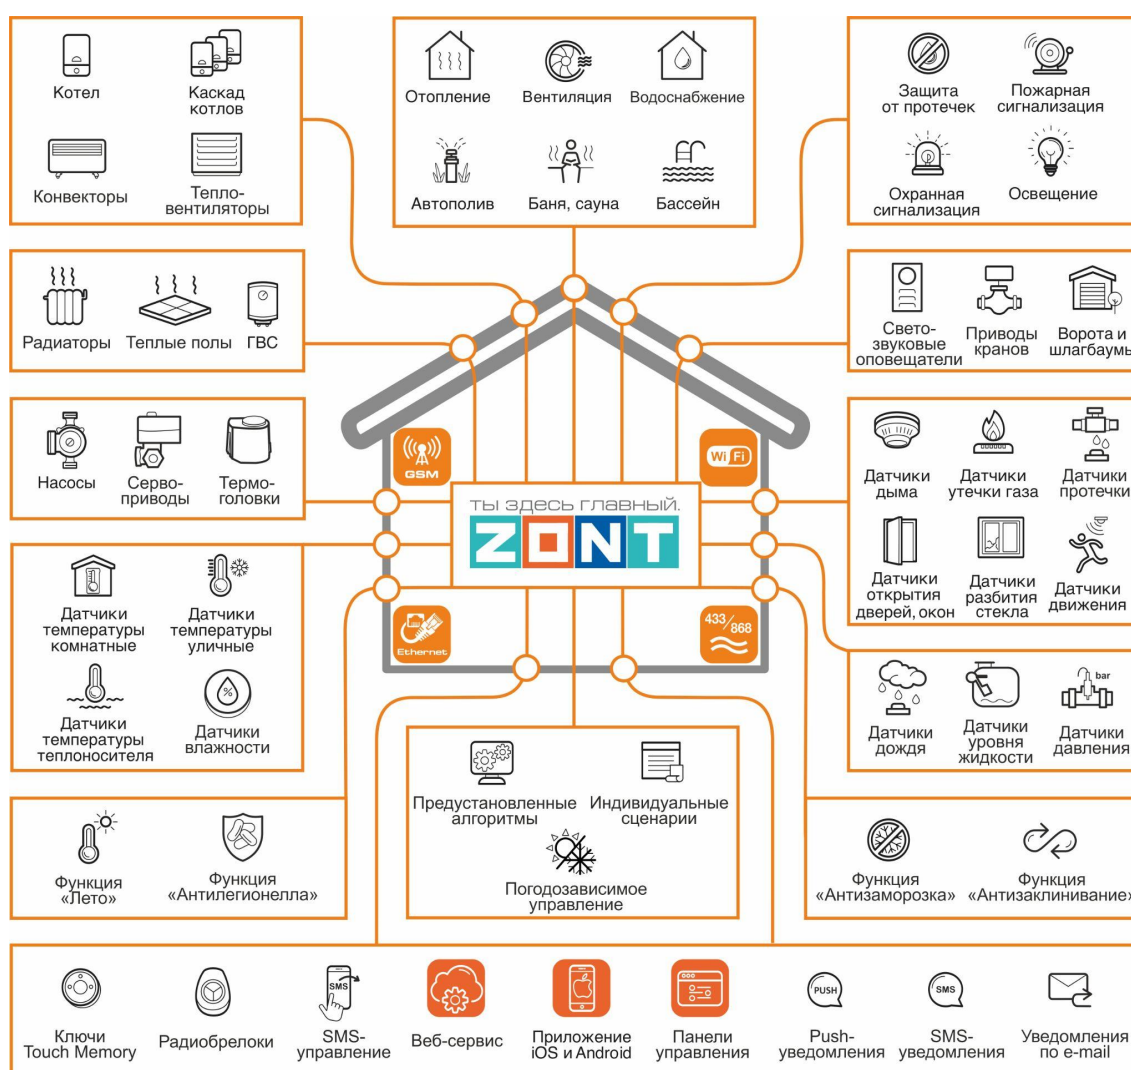 Котел
Каскад
котлов
Конвекторы
Тепло-
вентиляторы
Отопление
Вентиляция
Водоснабжение
Автополив
Баня, сауна
Бассейн
Защита
от протечек
Пожарная
сигнализация
Охранная
сигнализация
Освещение
Радиаторы
Теплые полы
ГВС
Свето-
звуковые
оповещатели
Приводы
кранов
Ворота и
шлагбаумы
Насосы
Серво-
приводы
Термо-
головки
GSM
Wi Fi
ты здесь главный.
ZONT
Ethernet
433/868
Датчики
дыма
Датчики
утечки газа
Датчики
протечки
Датчики
открытия
дверей, окон
Датчики
разбития
стекла
Датчики
движения
Датчики
температуры
комнатные
Датчики
температуры
уличные
Датчики
температуры
теплоносителя
%
Датчики
влажности
Датчики
дождя
Датчики
уровня
жидкости
bar
Датчики
давления
Предустановленные
алгоритмы
Индивидуальные
сценарии
Погодозависимое
управление
Функция
«Лето»
Функция
«Антилегионелла»
Функция
«Антизаморозка»
Функция
«Антизаклинивание»
Ключи
Touch Memory
Радиобрелоки
SMS
SMS-
управление
Веб-сервис
Приложение
iOS и Android
Панели
управления
PUSH
Push-
уведомления
SMS
SMS-
уведомления
Уведомления
по e-mail